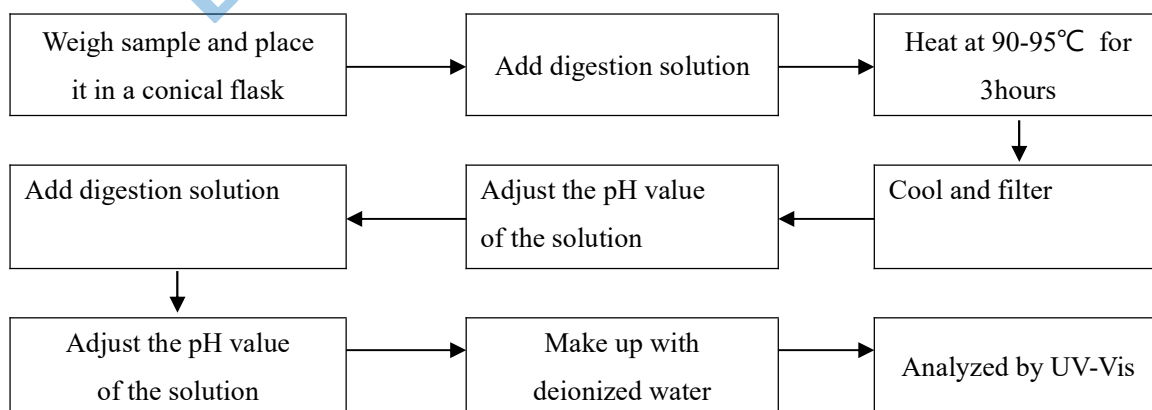 Weigh sample and place
it in a conical flask
Add digestion solution
Heat at 90-95℃ for
3hours
Cool and filter
Adjust the pH value
of the solution
Add digestion solution
Adjust the pH value
of the solution
Make up with
deionized water
Analyzed by UV-Vis